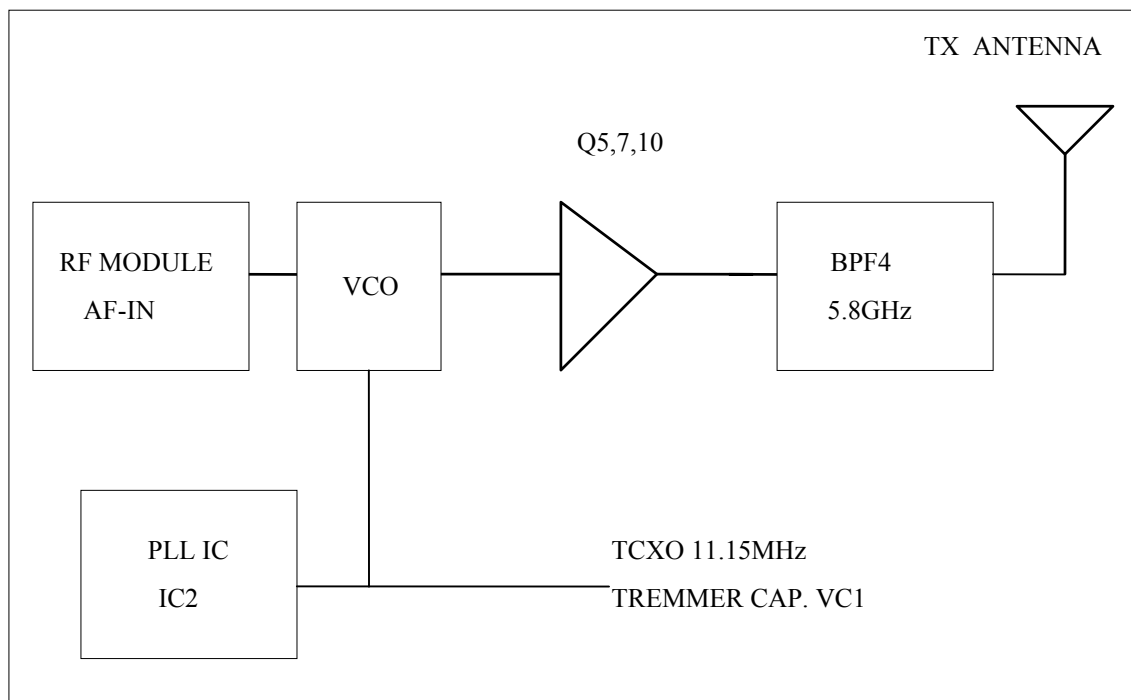 TX ANTENNA
Q5,7,10
RF MODULE
AF-IN
VCO
BPF4
5.8GHz
PLL IC
IC2
TCXO 11.15MHz
TREMMER CAP. VC1